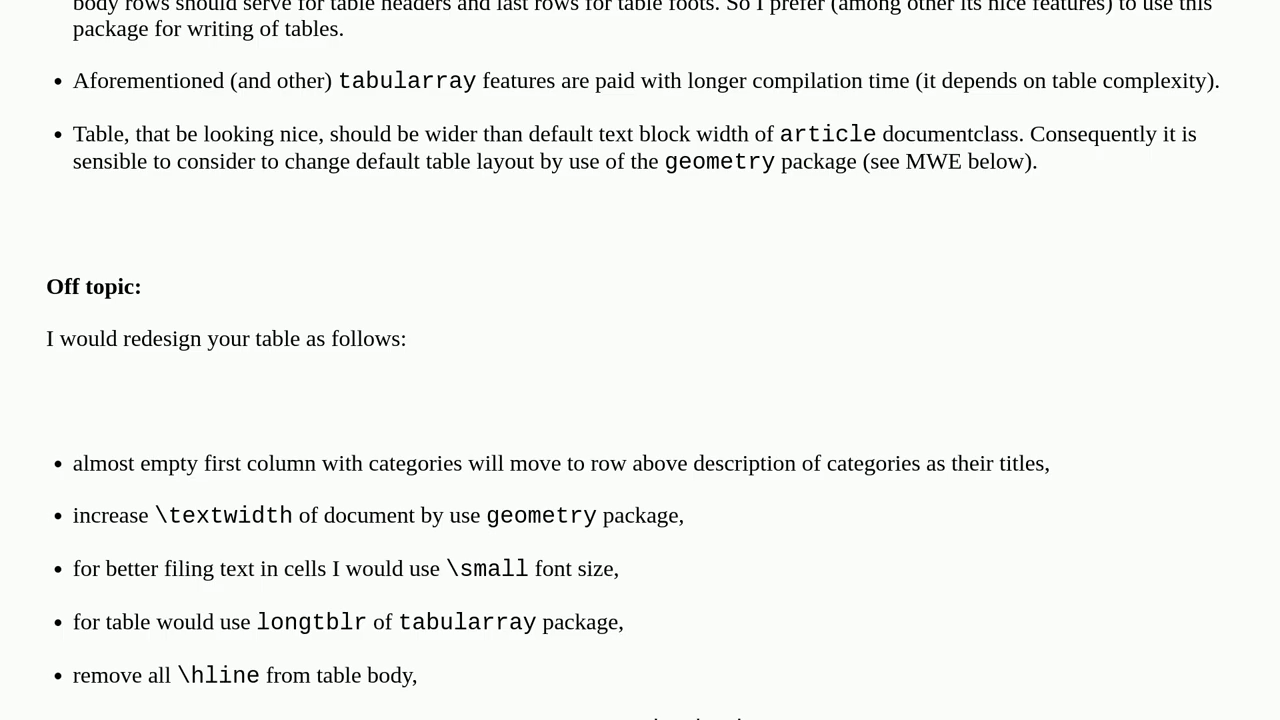 body rows should serve for table headers and last rows for table foots. So I prefer (among other its nice features) to use this
package for writing of tables.
• Aforementioned (and other) tabularray features are paid with longer compilation time (it depends on table complexity).
• Table, that be looking nice, should be wider than default text block width of article documentclass. Consequently it is
sensible to consider to change default table layout by use of the geometry package (see MWE below).
Off topic:
I would redesign your table as follows:
• almost empty first column with categories will move to row above description of categories as their titles,
• increase \textwidth of document by use geometry package,
• for better filing text in cells I would use \small font size,
• for table would use longtblr of tabularray package,
• remove all \hline from table body,